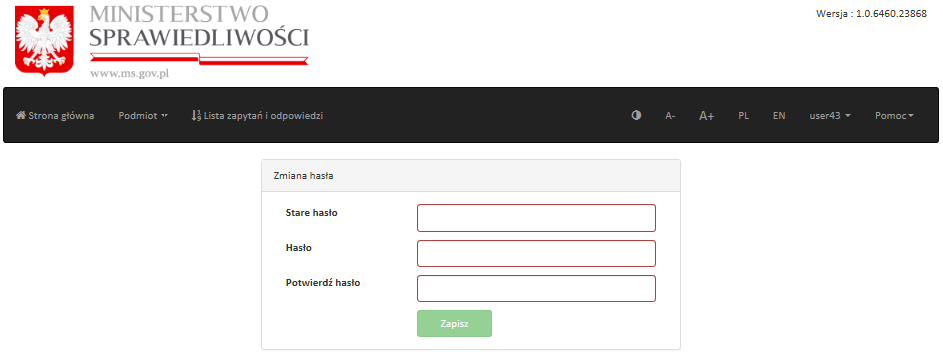 MINISTERSTWO
SPRAWIEDLIWOŚCI
www.ms.gov.pl
Wersja : 1.0.6460.23868
Strona główna Podmiot Lista zapytań i odpowiedzi A- A+ PL EN user43 Pomoc
Zmiana hasła
Stare hasło
Hasło
Potwierdź hasło
Zapisz